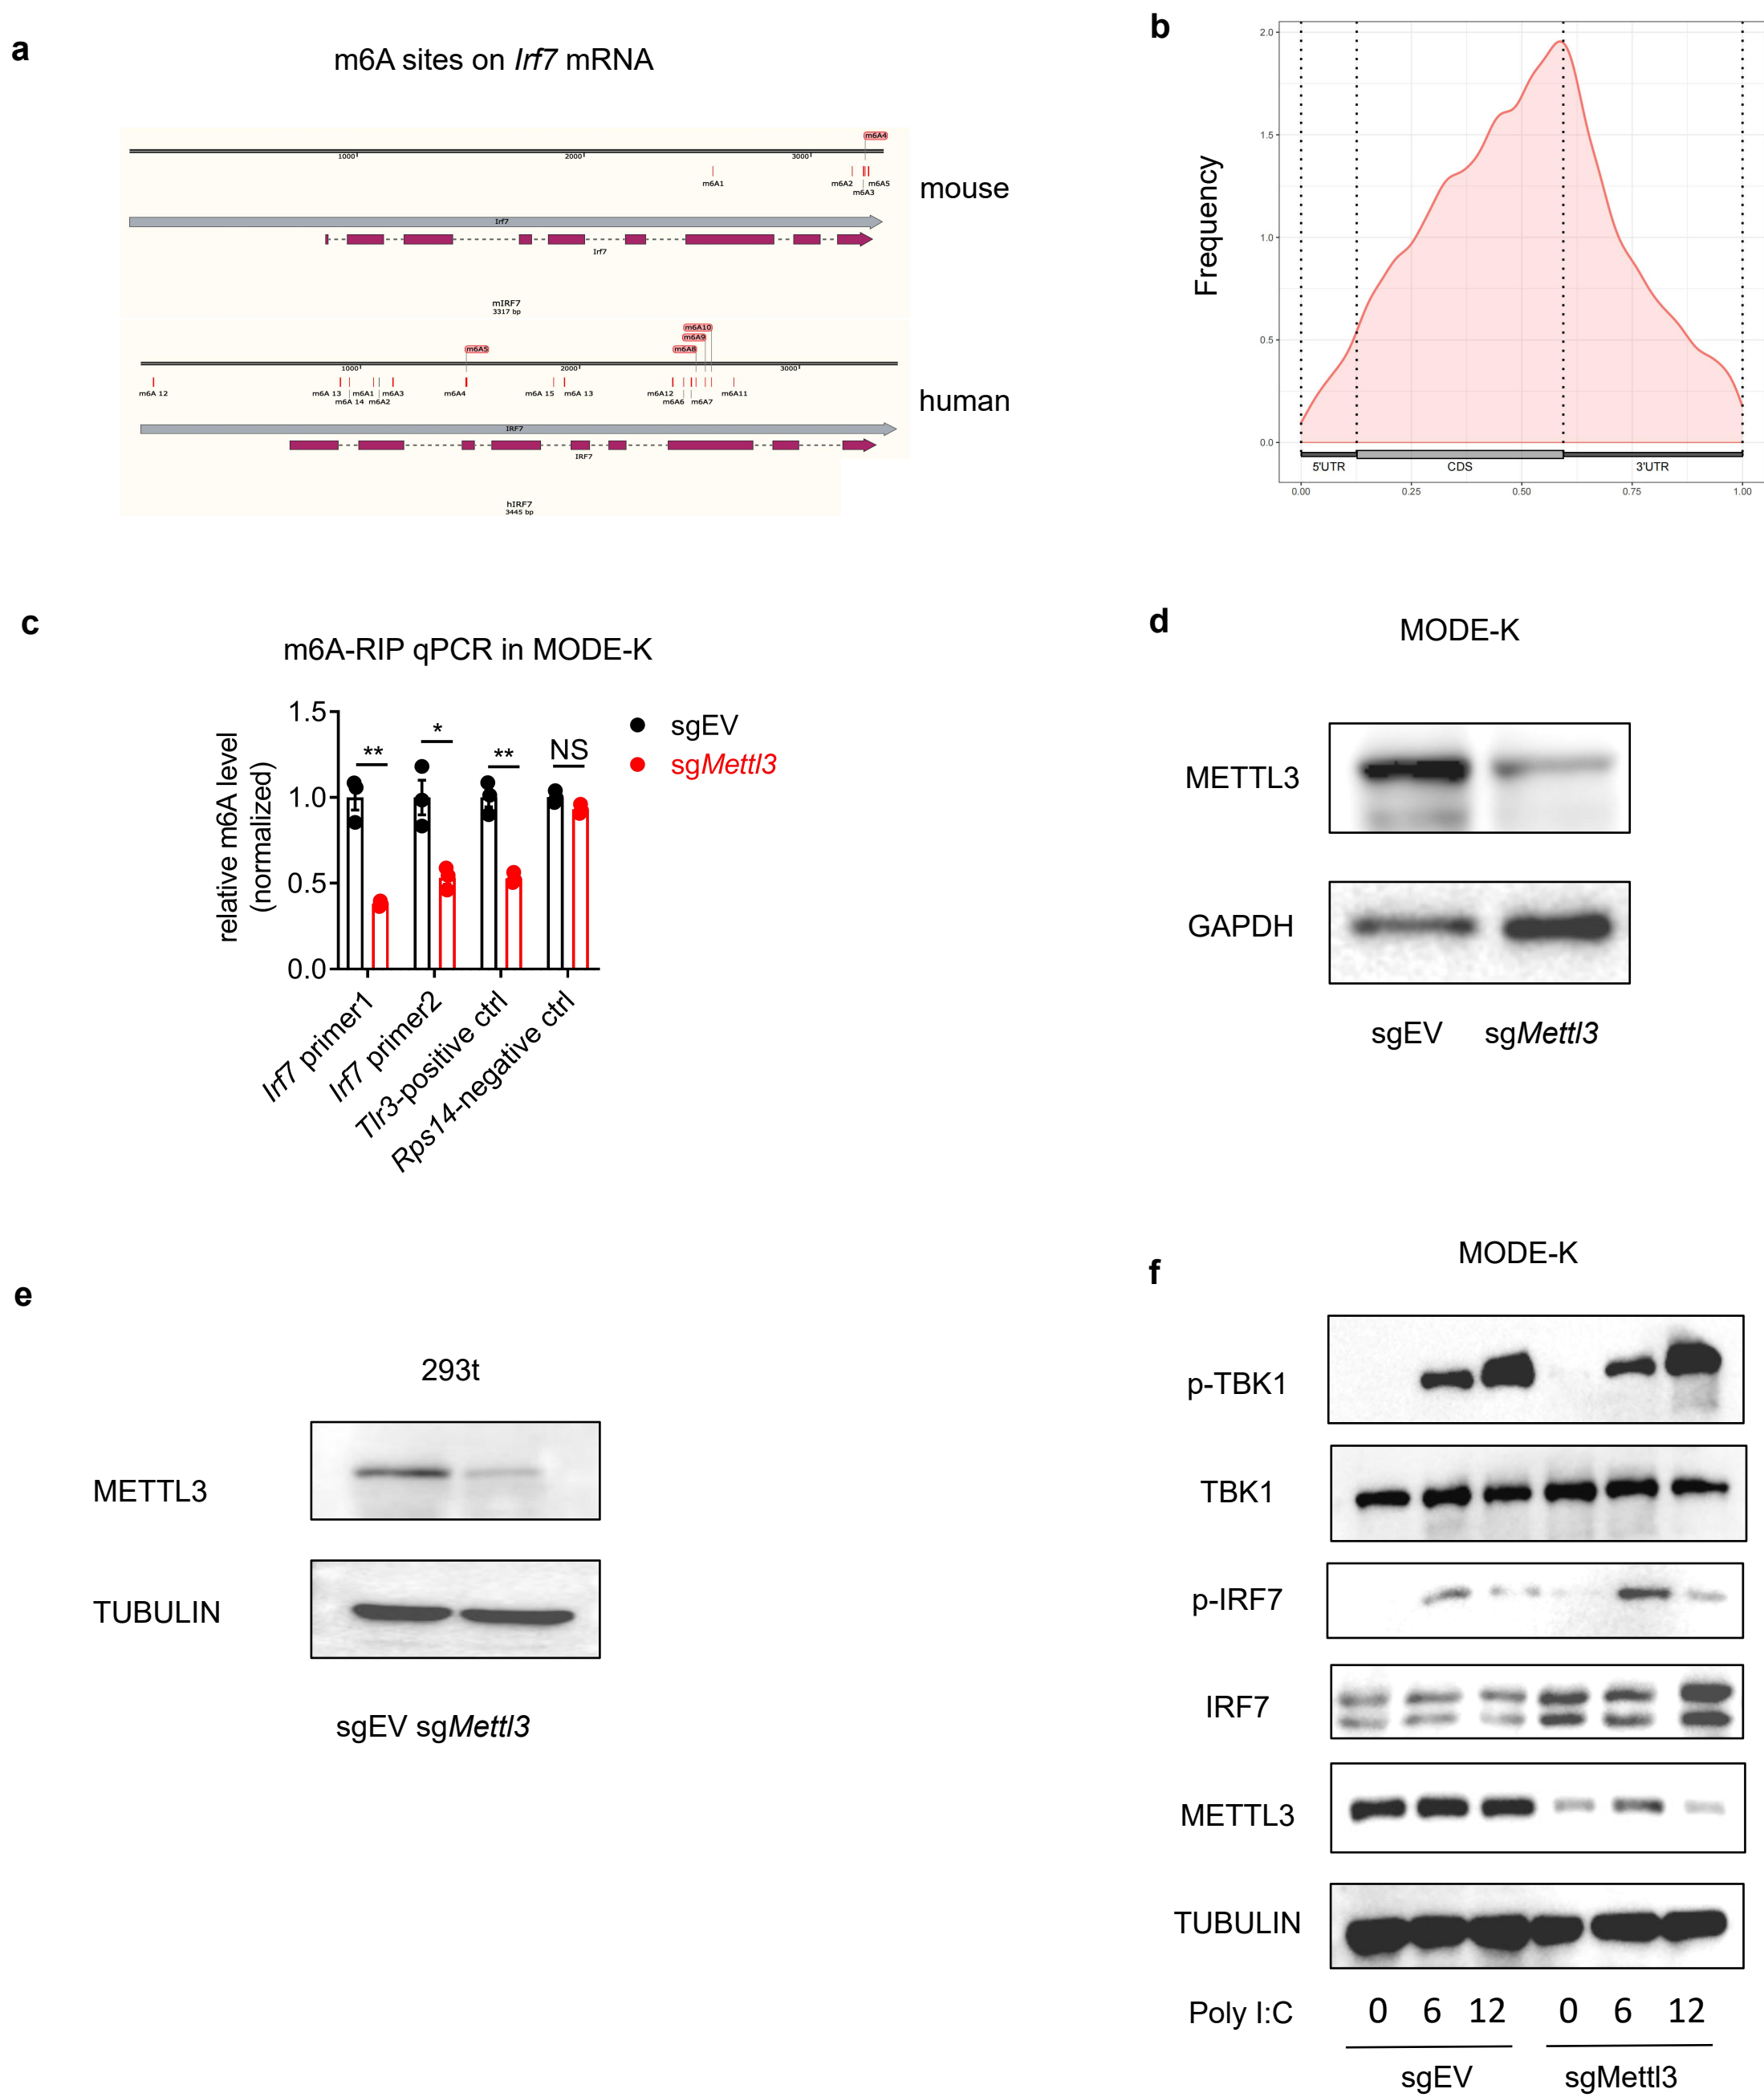 a
m6A sites on Irf7 mRNA
m6A4
1000
2000
3000
m6A1
m6A2
m6A5
m6A3
mouse
Irf7
Irf7
mIRF7
3317 bp
m6A10
m6A9
m6A5
m6A8
1000
2000
3000
m6A 12
m6A 13
m6A1
m6A3
m6A4
m6A 15
m6A 13
m6A12
m6A11
m6A 14
m6A2
m6A6
m6A7
human
IRF7
IRF7
hIRF7
3445 bp
b
Frequency
2.0
1.5
1.0
0.5
0.0
5'UTR
CDS
3'UTR
0.00
0.25
0.50
0.75
1.00
c
m6A-RIP qPCR in MODE-K
relative m6A level
(normalized)
1.5
1.0
0.5
0.0
**
*
**
NS
sgEV
sgMettl3
Irf7 primer1
Irf7 primer2
Tlr3-positive ctrl
Rps14-negative ctrl
d
MODE-K
METTL3
GAPDH
sgEV sgMettl3
e
293t
METTL3
TUBULIN
sgEV sgMettl3
f
MODE-K
p-TBK1
TBK1
p-IRF7
IRF7
METTL3
TUBULIN
Poly I:C 0 6 12 0 6 12
sgEV sgMettl3